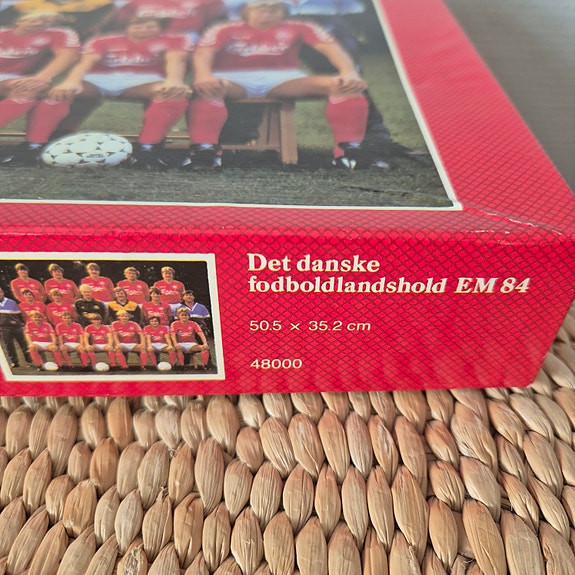 Det danske
fodboldlandshold EM 84
50.5 × 35.2 cm
48000